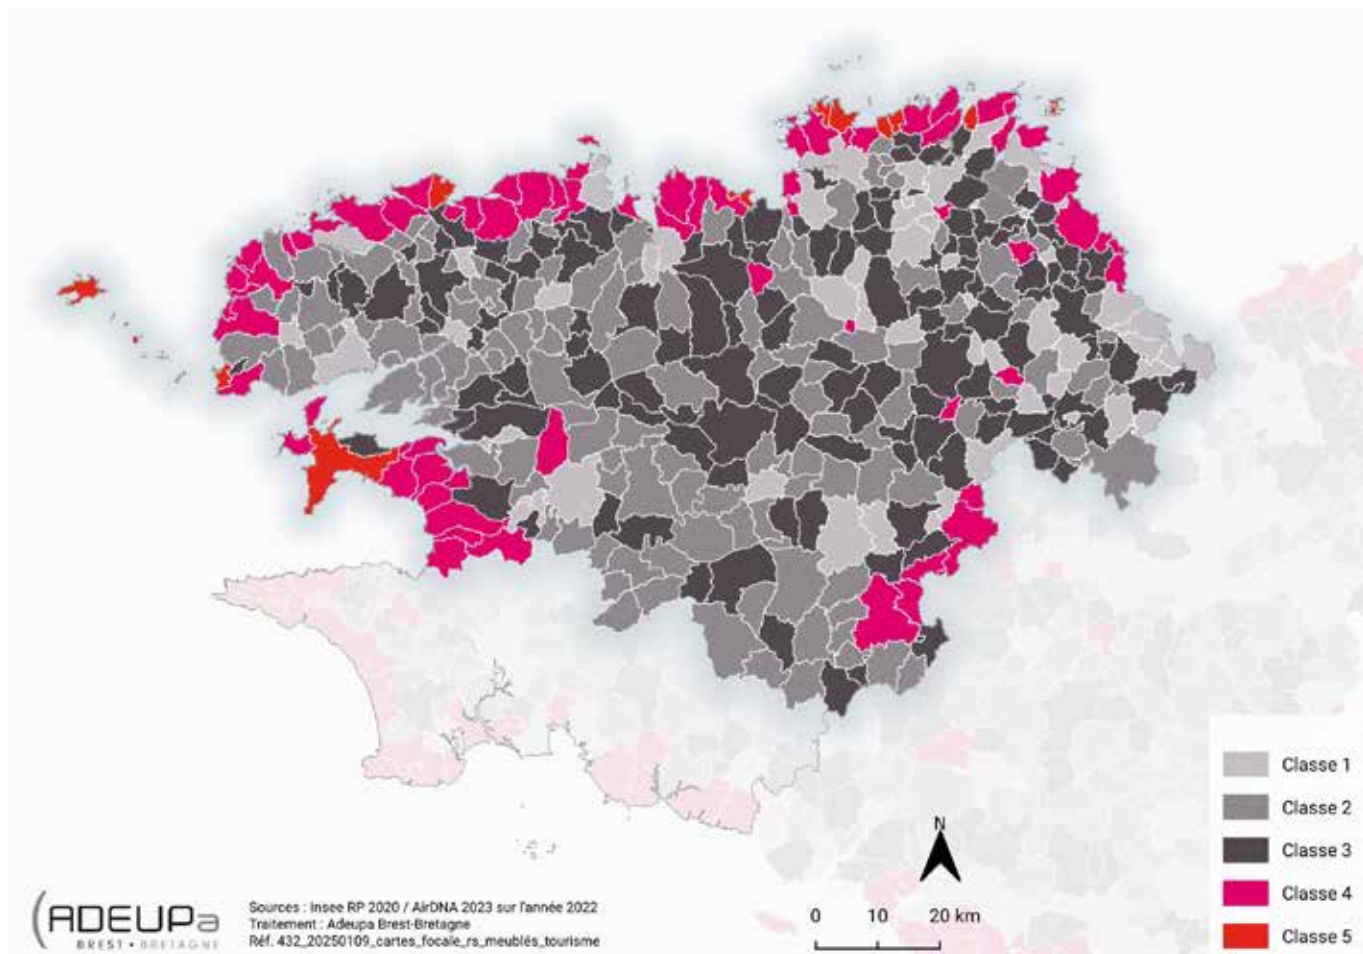 Classe 1
Classe 2
Classe 3
Classe 4
Classe 5
N
0 10 20 km
ADEUPa
BREST • BRETAGNE
Sources : Insee RP 2020 / AirDNA 2023 sur l'année 2022
Traitement : Adeupa Brest-Bretagne
Réf. 432_20250109_cartes_focale_rs_meublés_tourisme